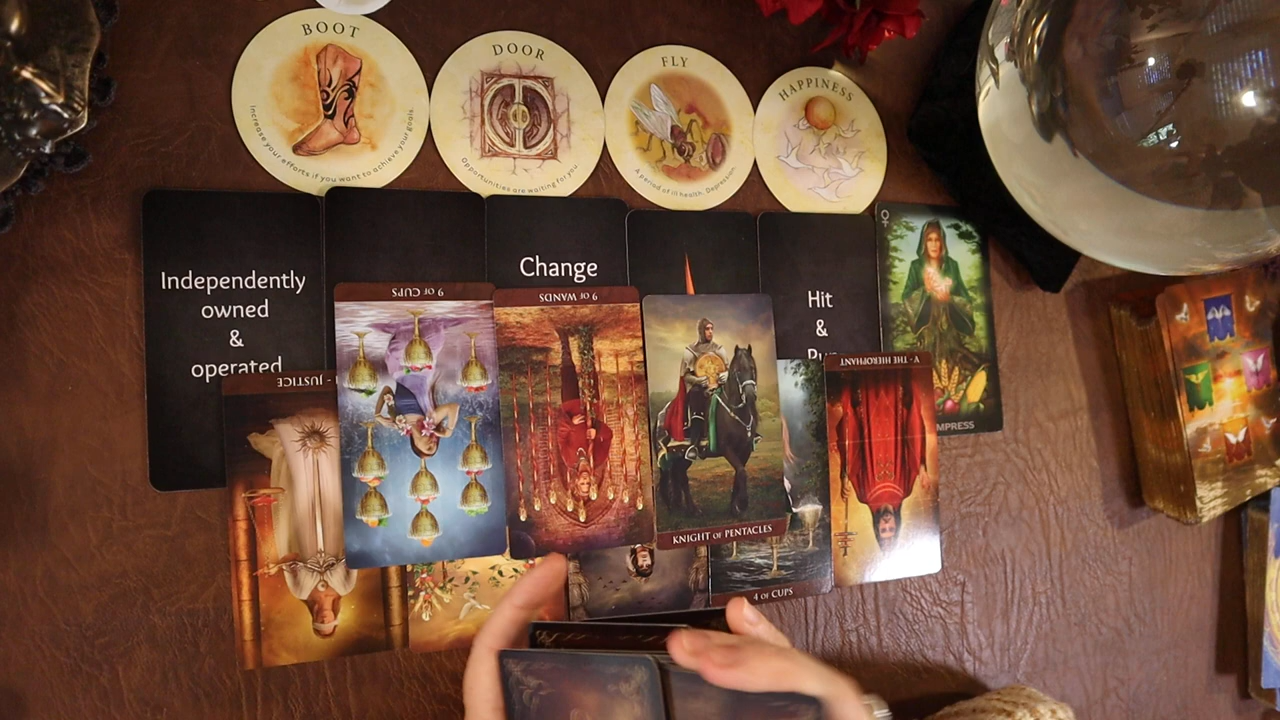 BOOT
Increase your efforts if you want to achieve your goals.
DOOR
Opportunities are waiting for you
FLY
A period of ill health. Depression.
HAPPINESS
Independently
owned
&
operated
Change
Hit
&
MPRESS
9 OF CUPS
9 OF WANDS
KNIGHT OF PENTACLES
- JUSTICE
V - THE HIEROPHANT
4 OF CUPS